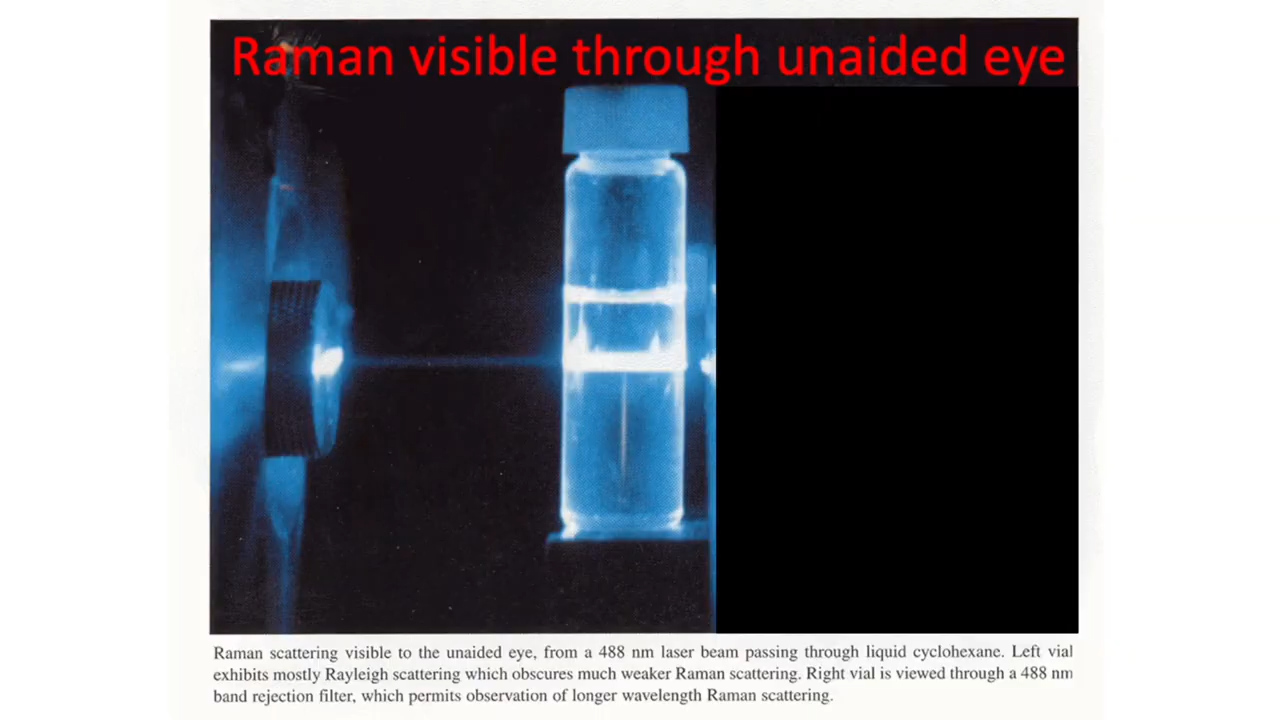 Raman visible through unaided eye
Raman scattering visible to the unaided eye, from a 488 nm laser beam passing through liquid cyclohexane. Left vial
exhibits mostly Rayleigh scattering which obscures much weaker Raman scattering. Right vial is viewed through a 488 nm
band rejection filter, which permits observation of longer wavelength Raman scattering.